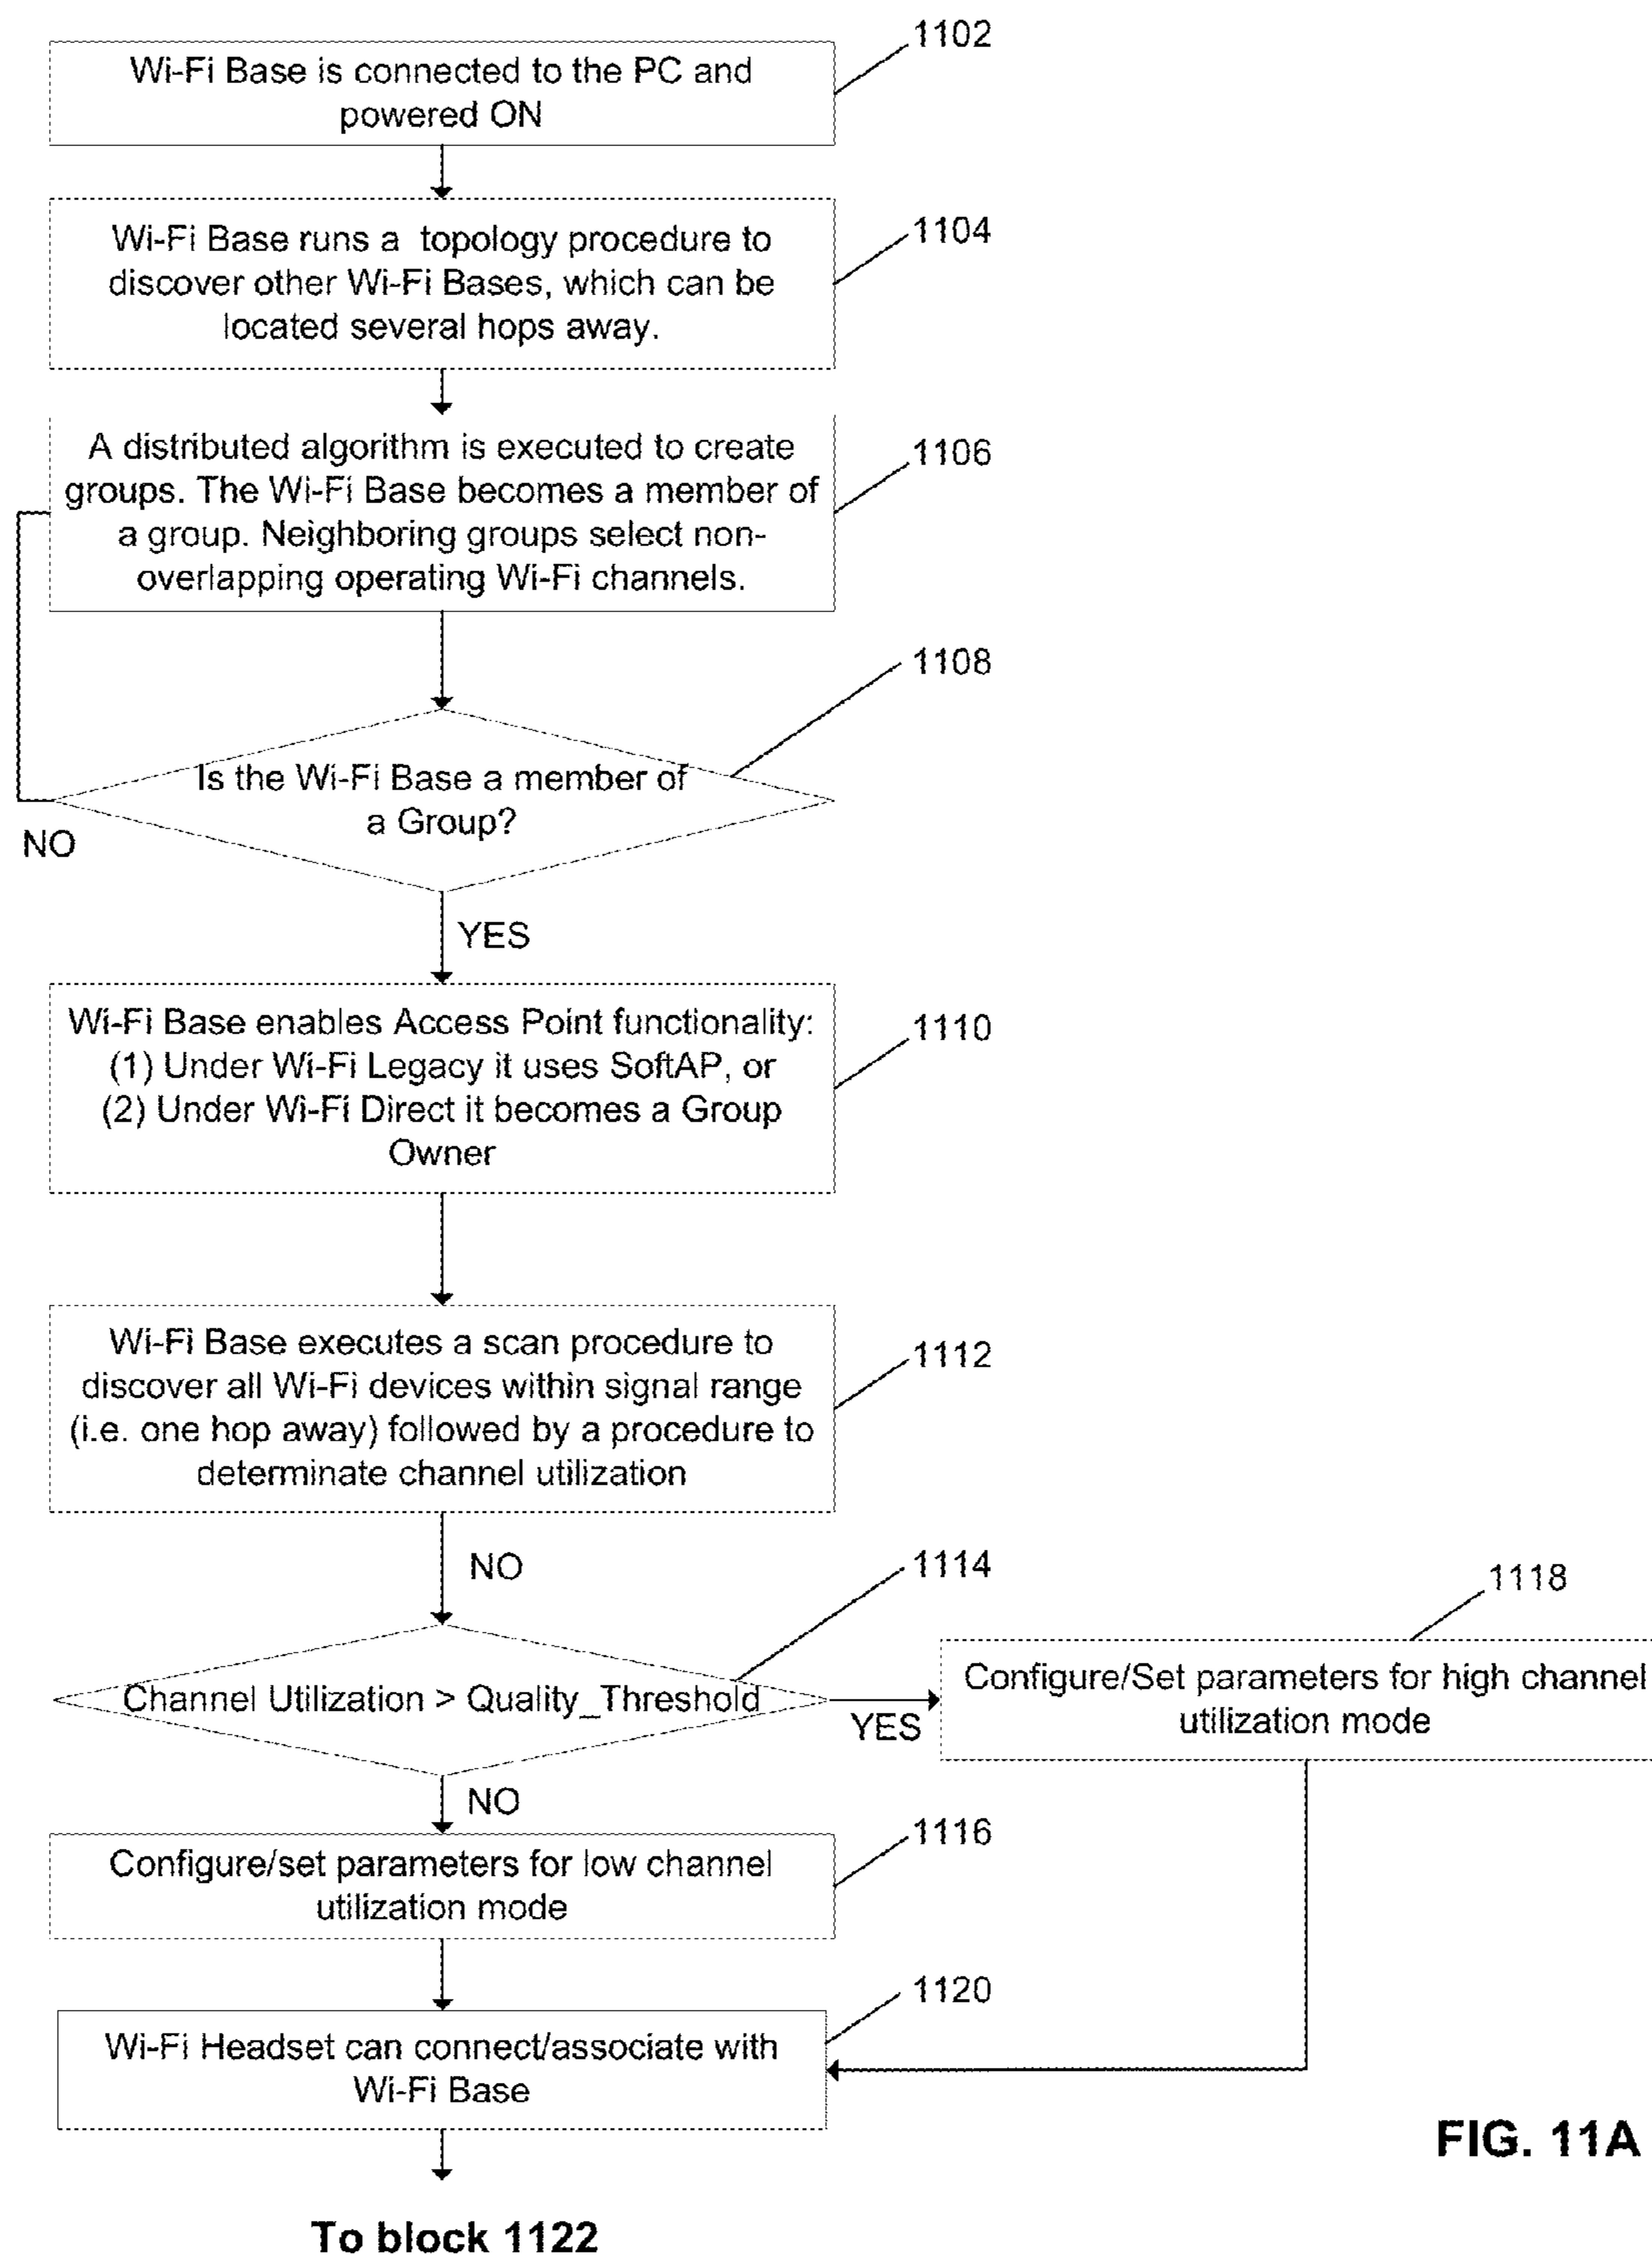 1102
Wi-Fi Base is connected to the PC and
powered ON
1104
Wi-Fi Base runs a topology procedure to
discover other Wi-Fi Bases, which can be
located several hops away.
1106
A distributed algorithm is executed to create
groups. The Wi-Fi Base becomes a member of
a group. Neighboring groups select non-
overlapping operating Wi-Fi channels.
1108
Is the Wi-Fi Base a member of
a Group?
NO
YES
1110
Wi-Fi Base enables Access Point functionality:
(1) Under Wi-Fi Legacy it uses SoftAP, or
(2) Under Wi-Fi Direct it becomes a Group
Owner
1112
Wi-Fi Base executes a scan procedure to
discover all Wi-Fi devices within signal range
(i.e. one hop away) followed by a procedure to
determinate channel utilization
NO
1114
Channel Utilization > Quality_Threshold
YES
1118
Configure/Set parameters for high channel
utilization mode
NO
1116
Configure/set parameters for low channel
utilization mode
1120
Wi-Fi Headset can connect/associate with
Wi-Fi Base
FIG. 11A
To block 1122